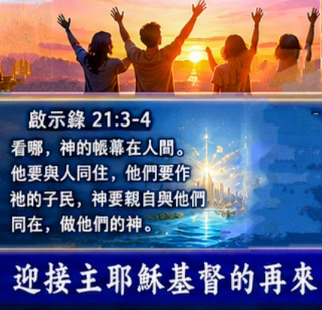 啟示錄 21:3-4
看哪，神的帳幕在人間。
他要與人同住，他們要作
祂的子民，神要親自與他們
同在，做他們的神。
迎接主耶穌基督的再來